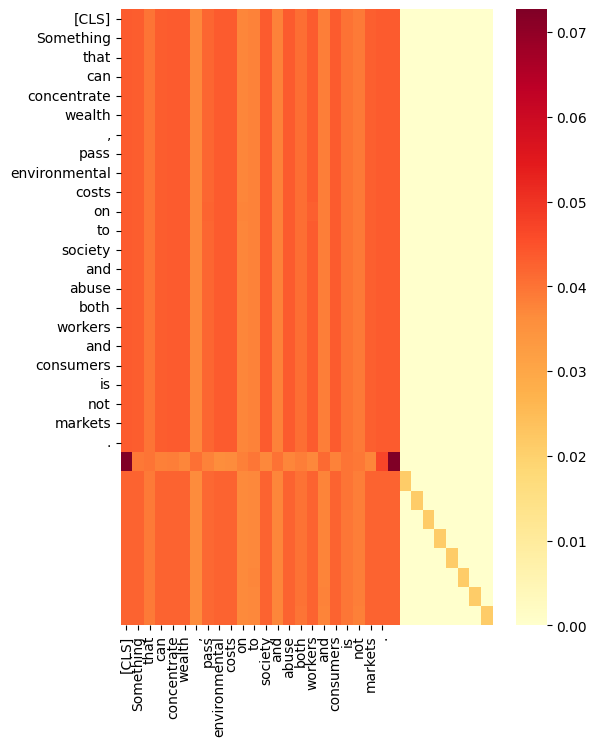 [CLS]
Something
that
can
concentrate
wealth
,
pass
environmental
costs
on
to
society
and
abuse
both
workers
and
consumers
is
not
markets
.
0.07
0.06
0.05
0.04
0.03
0.02
0.01
0.00
[CLS]
Something
that
can
concentrate
wealth
,
pass
environmental
costs
on
to
society
and
abuse
both
workers
and
consumers
is
not
markets
.